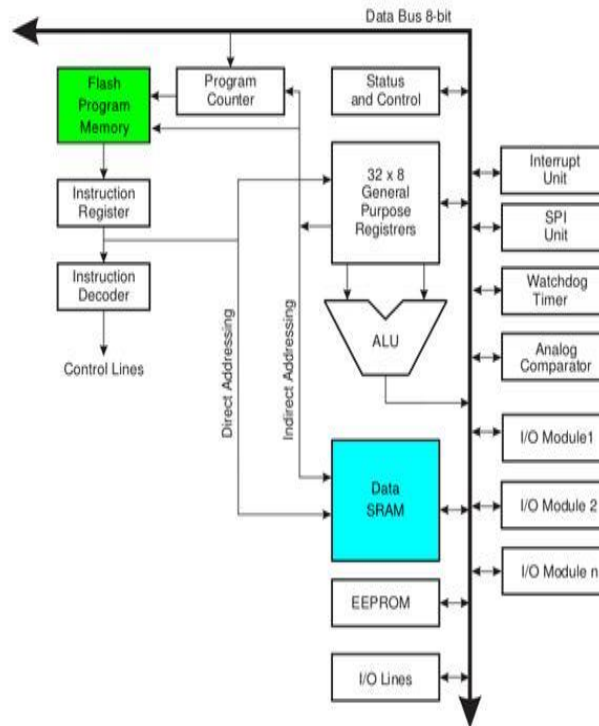 Data Bus 8-bit
Flash
Program
Memory
Program
Counter
Status
and Control
32 x 8
General
Purpose
Registrers
Interrupt
Unit
SPI
Unit
Instruction
Register
Instruction
Decoder
Watchdog
Timer
ALU
Analog
Comparator
Control Lines
Direct Addressing
Indirect Addressing
I/O Module1
Data
SRAM
I/O Module 2
I/O Module n
EEPROM
I/O Lines